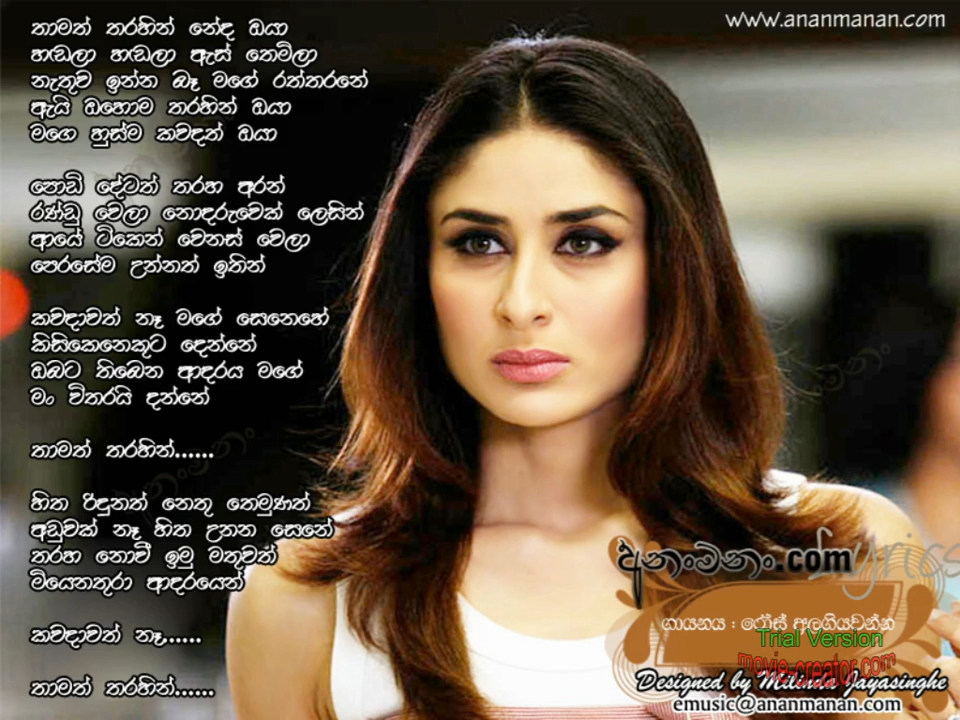 www.ananmanan.com
තාමත් තරහින් නේද ඔයා
හඬලා හඬලා ඇස් තෙමිලා
නැතුව ඉන්න බෑ මගේ රත්තරනේ
ඇයි ඔහොම තරහින් ඔයා
මගෙ හුස්ම කවදත් ඔයා
පොඩි දේටත් තරහ අරන්
රණ්ඩු වෙලා නොදරුවෙක් ලෙසින්
ආයේ ටිකෙන් වෙනස් වෙලා
පෙරසේම උන්නත් ඉතින්
කවදාවත් නෑ මගේ සෙනෙහේ
කිසිකෙනෙකුට දෙන්නේ
ඔබට තිබෙන ආදරය මගේ
මං විතරයි දන්නේ
තාමත් තරහින්......
හිත රිදුනත් නෙතු තෙමුණත්
අඩුවක් නෑ හිත උනන සෙනේ
තරහ නොවී ඉමු මතුවත්
මියෙනතුරා ආදරයෙන්
කවදාවත් නෑ......
තාමත් තරහින්......
අනංමනං.com
Lyrics
ගායනය : රෝස් අලගියවන්න
Trial Version
movie-creator.com
Designed by Milinda Jayasinghe
emusic@ananmanan.com